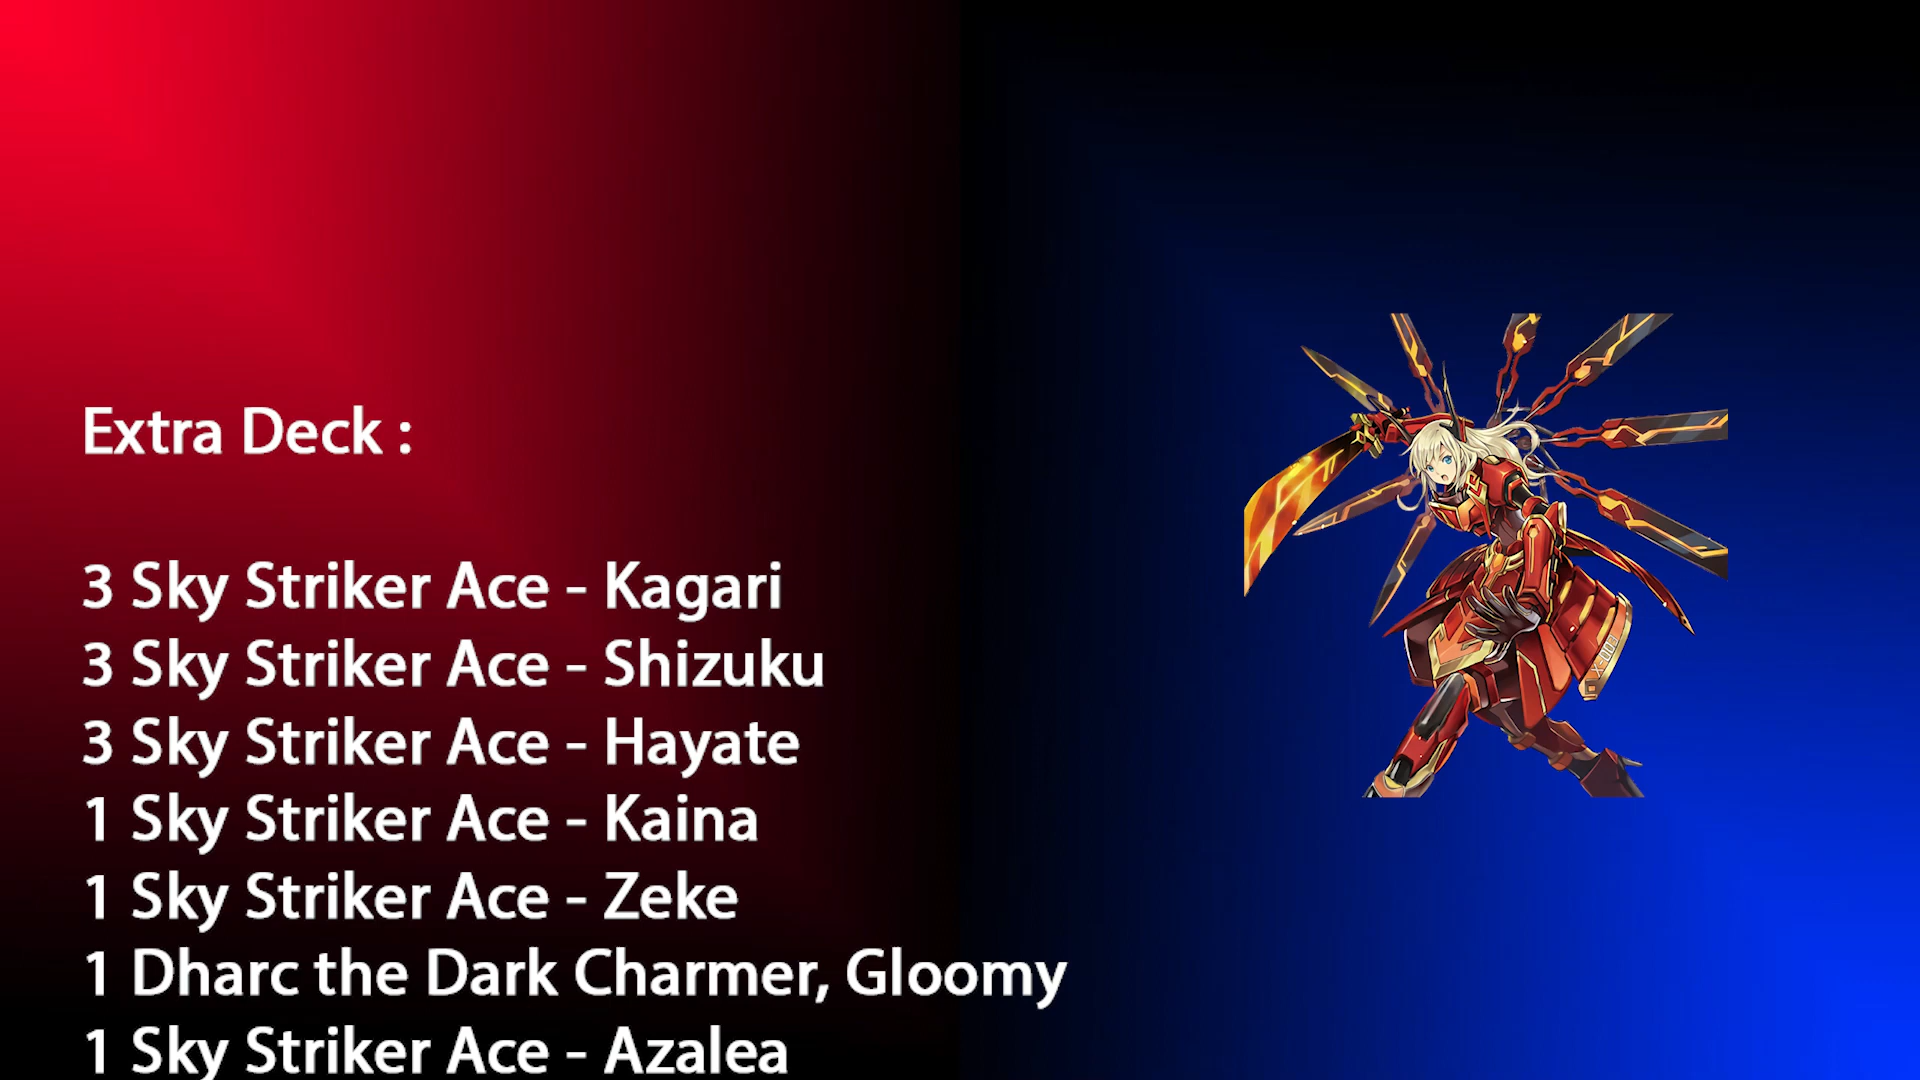 Extra Deck :
3 Sky Striker Ace - Kagari
3 Sky Striker Ace - Shizuku
3 Sky Striker Ace - Hayate
1 Sky Striker Ace - Kaina
1 Sky Striker Ace - Zeke
1 Dharc the Dark Charmer, Gloomy
1 Sky Striker Ace - Azalea
X-003